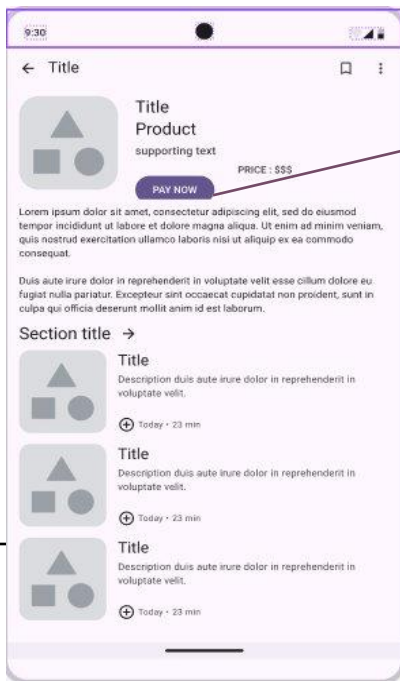 9:30
Title
Title
Product
supporting text
PRICE : $$$
PAY NOW
Lorem ipsum dolor sit amet, consectetur adipiscing elit, sed do eiusmod
tempor incididunt ut labore et dolore magna aliqua. Ut enim ad minim veniam,
quis nostrud exercitation ullamco laboris nisi ut aliquip ex ea commodo
consequat.
Duis aute irure dolor in reprehenderit in voluptate velit esse cillum dolore eu
fugiat nulla pariatur. Excepteur sint occaecat cupidatat non proident, sunt in
culpa qui officia deserunt mollit anim id est laborum.
Section title →
Title
Description duis aute irure dolor in reprehenderit in
voluptate velit.
Today • 23 min
Title
Description duis aute irure dolor in reprehenderit in
voluptate velit.
Today • 23 min
Title
Description duis aute irure dolor in reprehenderit in
voluptate velit.
Today • 23 min